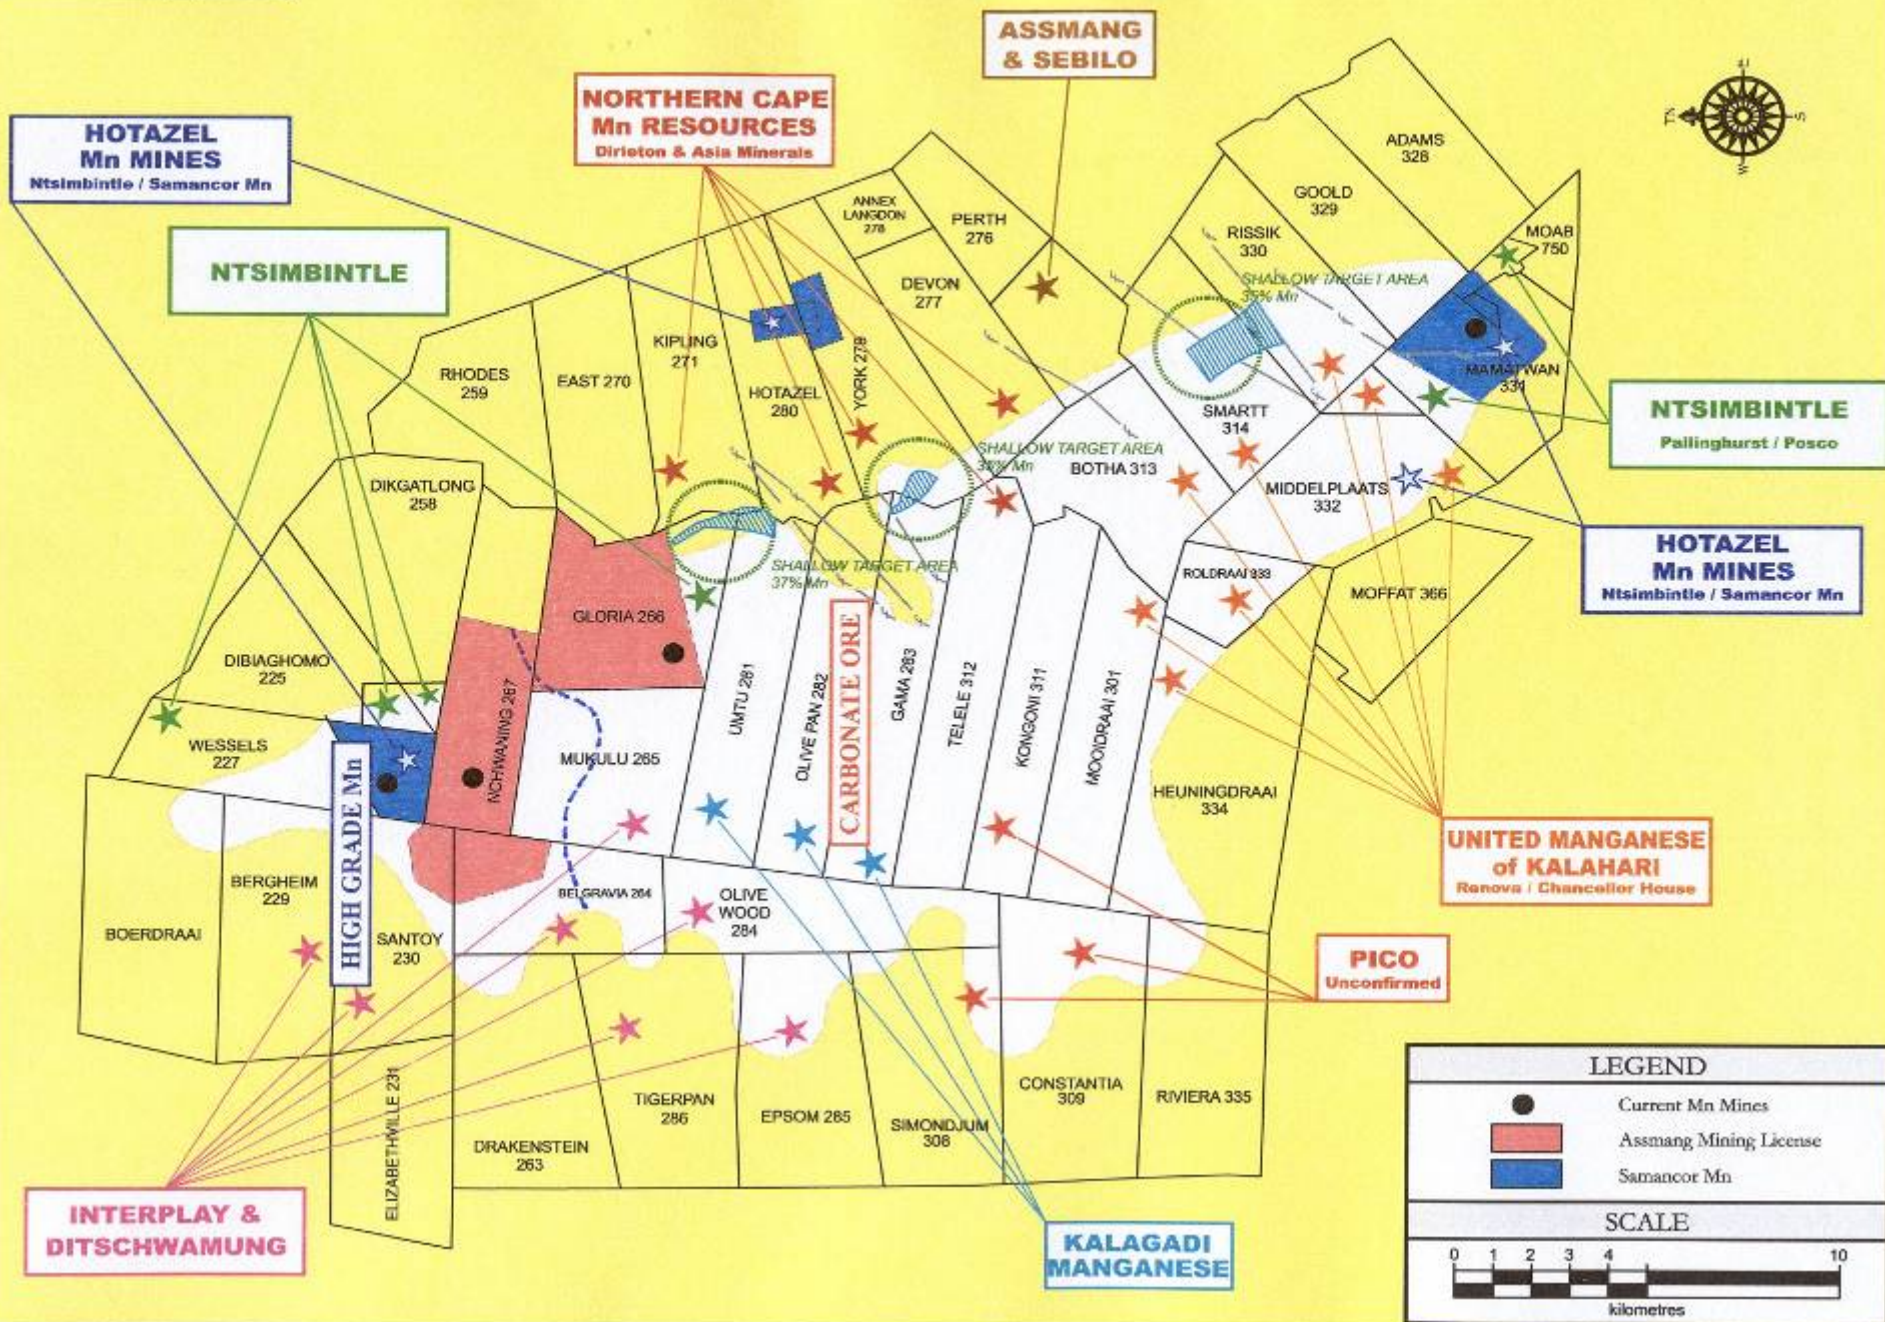 ASSMANG
& SEBILO
NORTHERN CAPE
Mn RESOURCES
Dirleton & Asia Minerals
HOTAZEL
Mn MINES
Ntsimbintle / Samancor Mn
NTSIMBINTLE
TN
E
S
W
ADAMS
328
GOOLD
329
RISSIK
330
MOAB
750
ANNEX
LANGDON
278
PERTH
276
DEVON
277
SHALLOW TARGET AREA
35% Mn
KIPLING
271
YORK 279
RHODES
259
EAST 270
HOTAZEL
280
MAMATWAN
331
SMARTT
314
NTSIMBINTLE
Pallinghurst / Posco
SHALLOW TARGET AREA
38% Mn
BOTHA 313
MIDDELPLAATS
332
DIKGATLONG
258
HOTAZEL
Mn MINES
Ntsimbintle / Samancor Mn
SHALLOW TARGET AREA
37% Mn
ROLDRAAI 333
MOFFAT 366
GLORIA 266
DIBIAGHOMO
225
WESSELS
227
NCHWANING 267
MUKULU 265
UMTU 281
OLIVE PAN 282
CARBONATE ORE
GAMA 283
TELELE 312
KONGONI 311
MOOIDRAAI 301
HEUNINGDRAAI
334
HIGH GRADE Mn
UNITED MANGANESE
of KALAHARI
Renova / Chancellor House
BERGHEIM
229
BELGRAVIA 264
OLIVE
WOOD
284
BOERDRAAI
SANTOY
230
PICO
Unconfirmed
CONSTANTIA
309
RIVIERA 335
TIGERPAN
286
EPSOM 285
SIMONDJUM
308
DRAKENSTEIN
263
ELIZABETHVILLE 231
INTERPLAY &
DITSCHWAMUNG
KALAGADI
MANGANESE
LEGEND
Current Mn Mines
Assmang Mining License
Samancor Mn
SCALE
0 1 2 3 4 10
kilometres